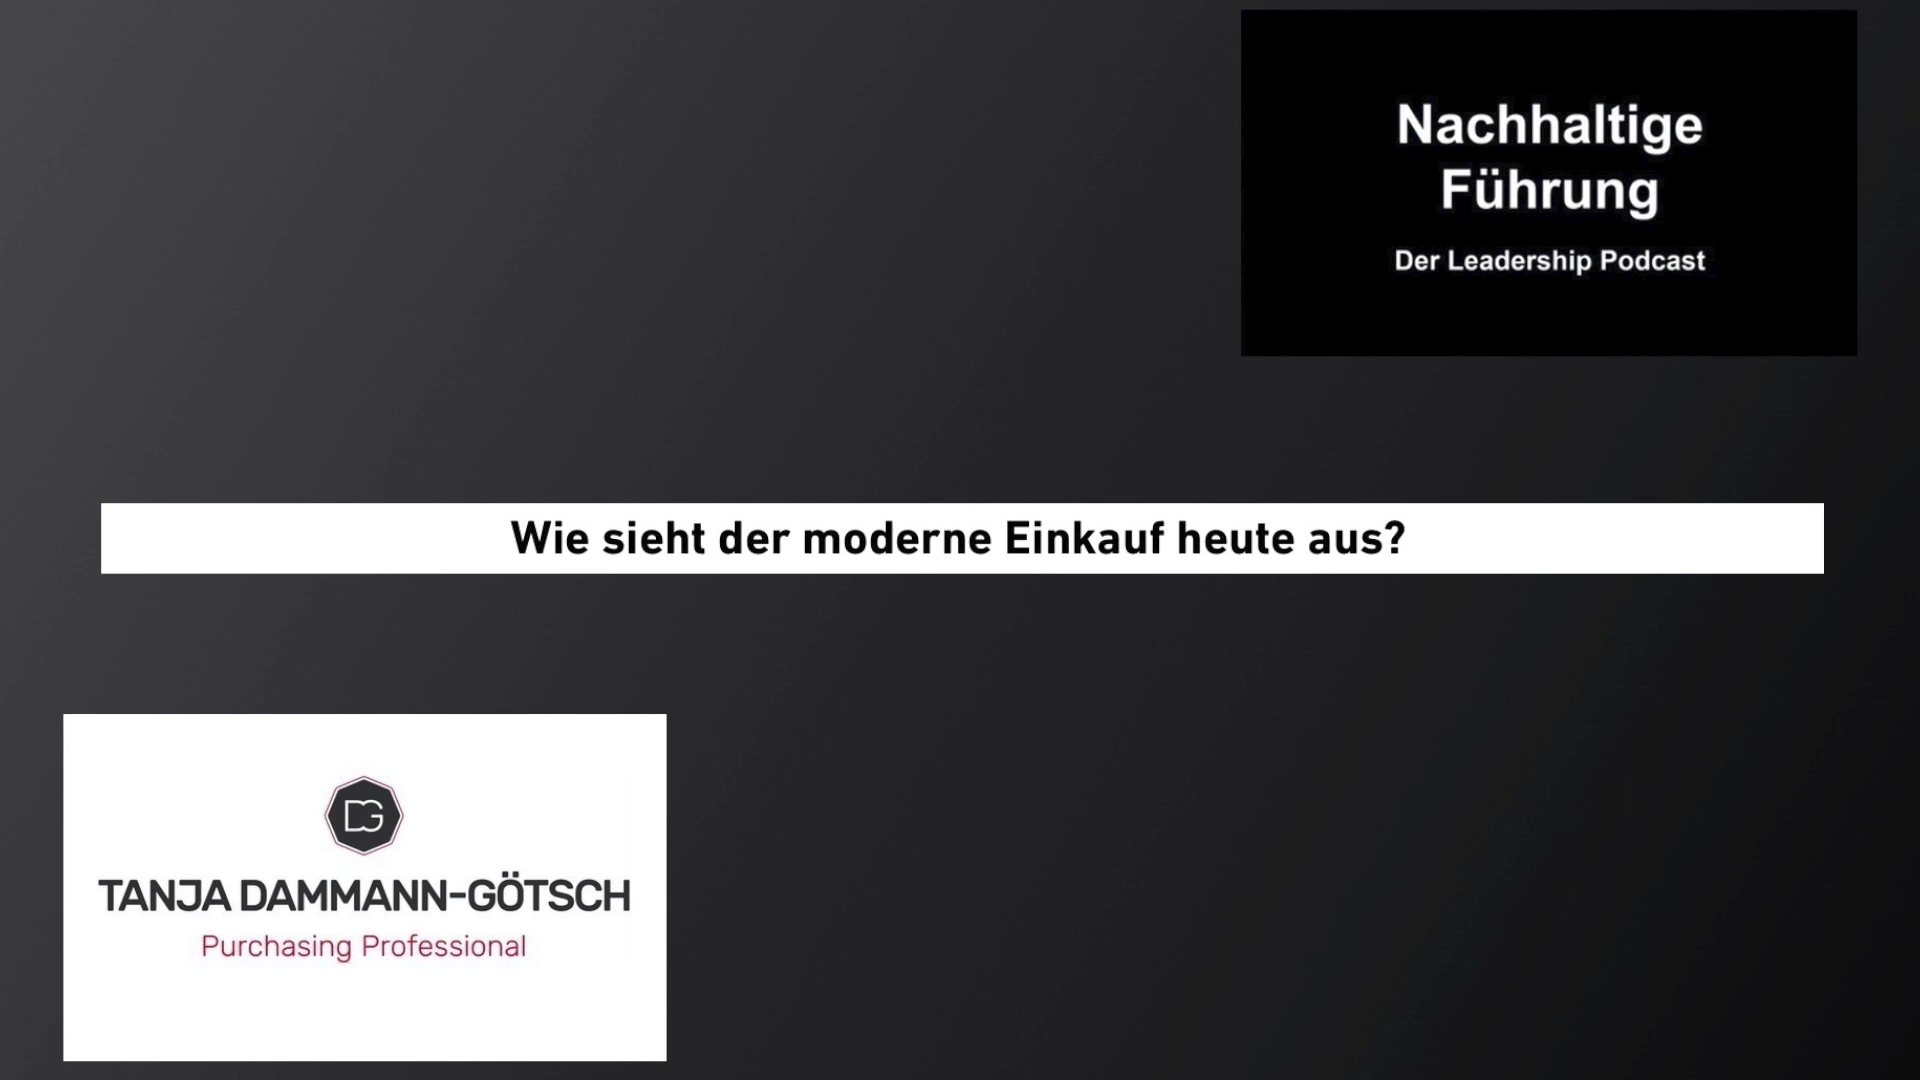 Nachhaltige
Führung
Der Leadership Podcast
Wie sieht der moderne Einkauf heute aus?
DG
TANJA DAMMANN-GÖTSCH
Purchasing Professional